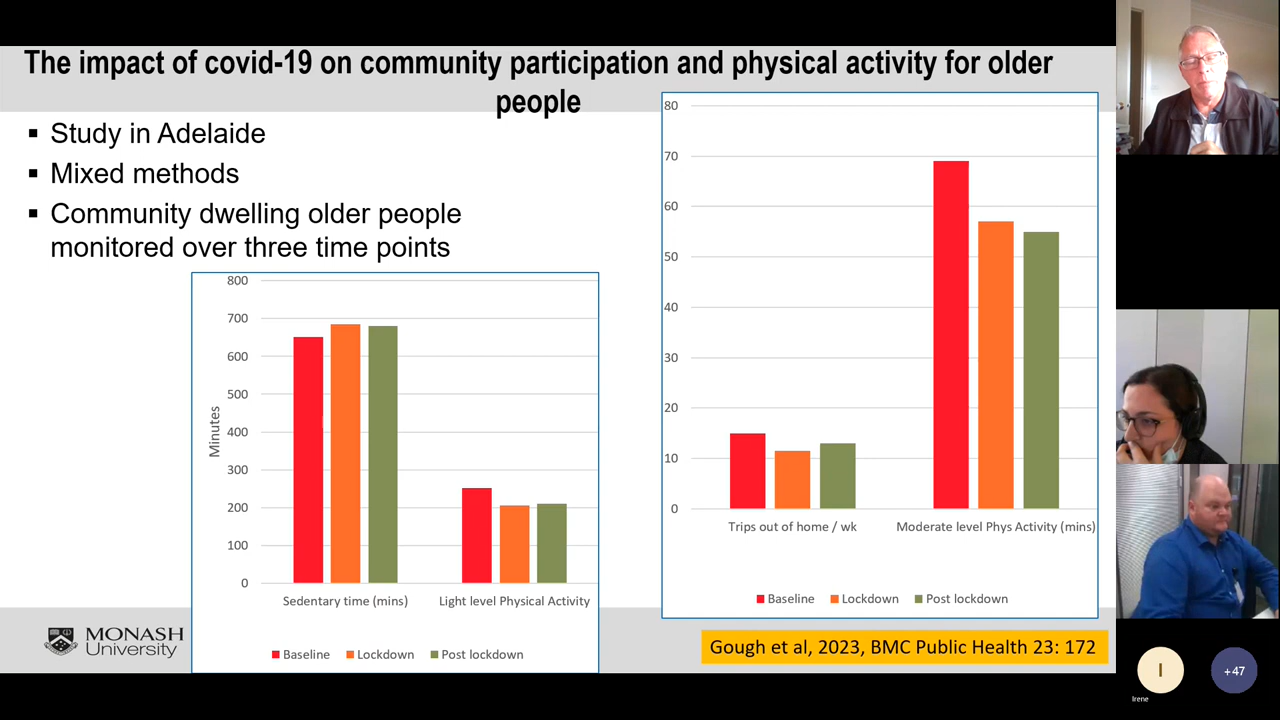 The impact of covid-19 on community participation and physical activity for older
people
▪ Study in Adelaide
▪ Mixed methods
▪ Community dwelling older people
monitored over three time points
800
700
600
500
400
300
200
100
0
Minutes
Sedentary time (mins) Light level Physical Activity
Baseline Lockdown Post lockdown
80
70
60
50
40
30
20
10
0
Trips out of home / wk Moderate level Phys Activity (mins)
Baseline Lockdown Post lockdown
MONASH
University
Gough et al, 2023, BMC Public Health 23: 172
I
Irene
+47